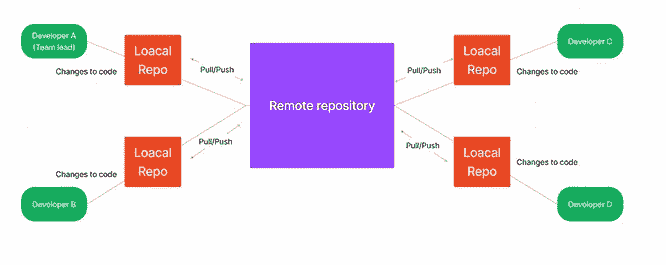 Developer A
(Team lead)
Loacal
Repo
Changes to code
Pull/Push
Remote repository
Pull/Push
Loacal
Repo
Developer C
Changes to code
Loacal
Repo
Changes to code
Developer B
Pull/Push
Pull/Push
Loacal
Repo
Changes to code
Developer D